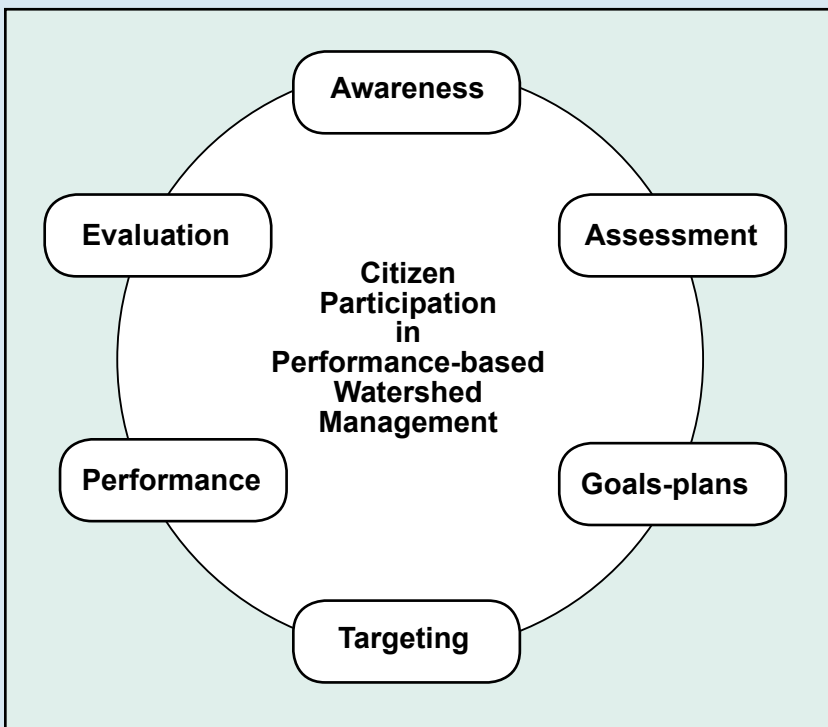 Awareness
Evaluation
Assessment
Citizen
Participation
in
Performance-based
Watershed
Management
Performance
Goals-plans
Targeting